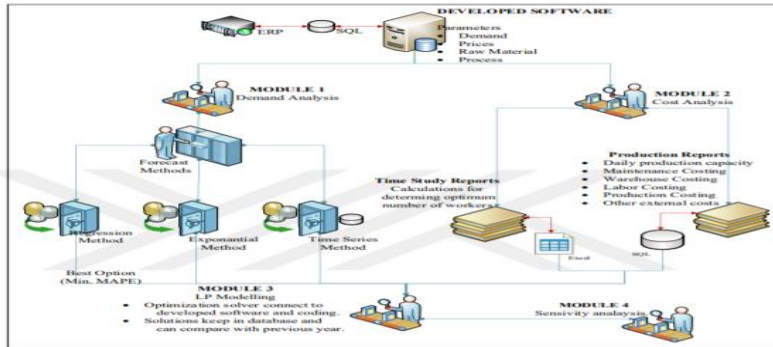 DEVELOPED SOFTWARE
ERP
SQL
Parameters
• Demand
• Prices
• Raw Material
• Process
MODULE 1
Demand Analysis
MODULE 2
Cost Analysis
Forecast
Methods
Time Study Reports
Calculations for
determing optimum
number of workers
Production Reports
• Daily production capacity
• Maintenance Costing
• Warehouse Costing
• Labor Costing
• Production Costing
• Other external costs
Regression
Method
Exponantial
Method
Time Series
Method
Excel
SQL
Best Option
(Min. MAPE)
MODULE 3
LP Modelling
• Optimization solver connect to
developed software and coding.
• Solutions keep in database and
can compare with previous year.
MODULE 4
Sensivity analaysis